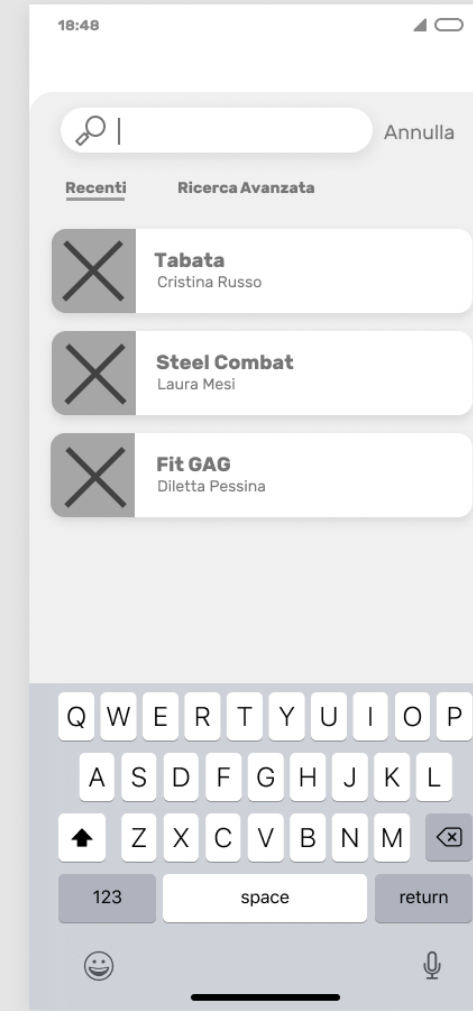 18:48
Annulla
Recenti Ricerca Avanzata
Tabata
Cristina Russo
Steel Combat
Laura Mesi
Fit GAG
Diletta Pessina
Q W E R T Y U I O P
A S D F G H J K L
Z X C V B N M
123 space return